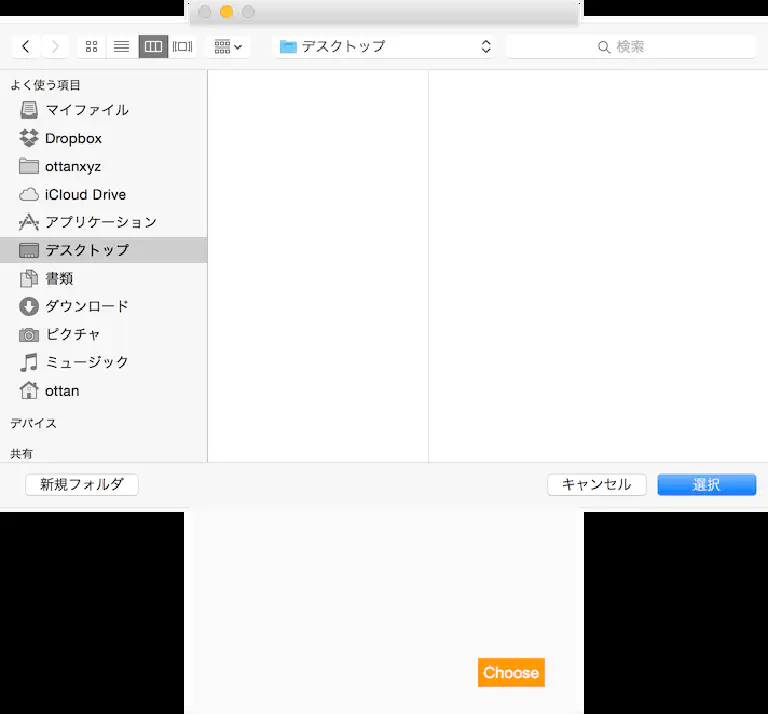 デスクトップ
検索
よく使う項目
マイファイル
Dropbox
ottanxyz
iCloud Drive
アプリケーション
デスクトップ
書類
ダウンロード
ピクチャ
ミュージック
ottan
デバイス
共有
新規フォルダ
キャンセル
選択
Choose